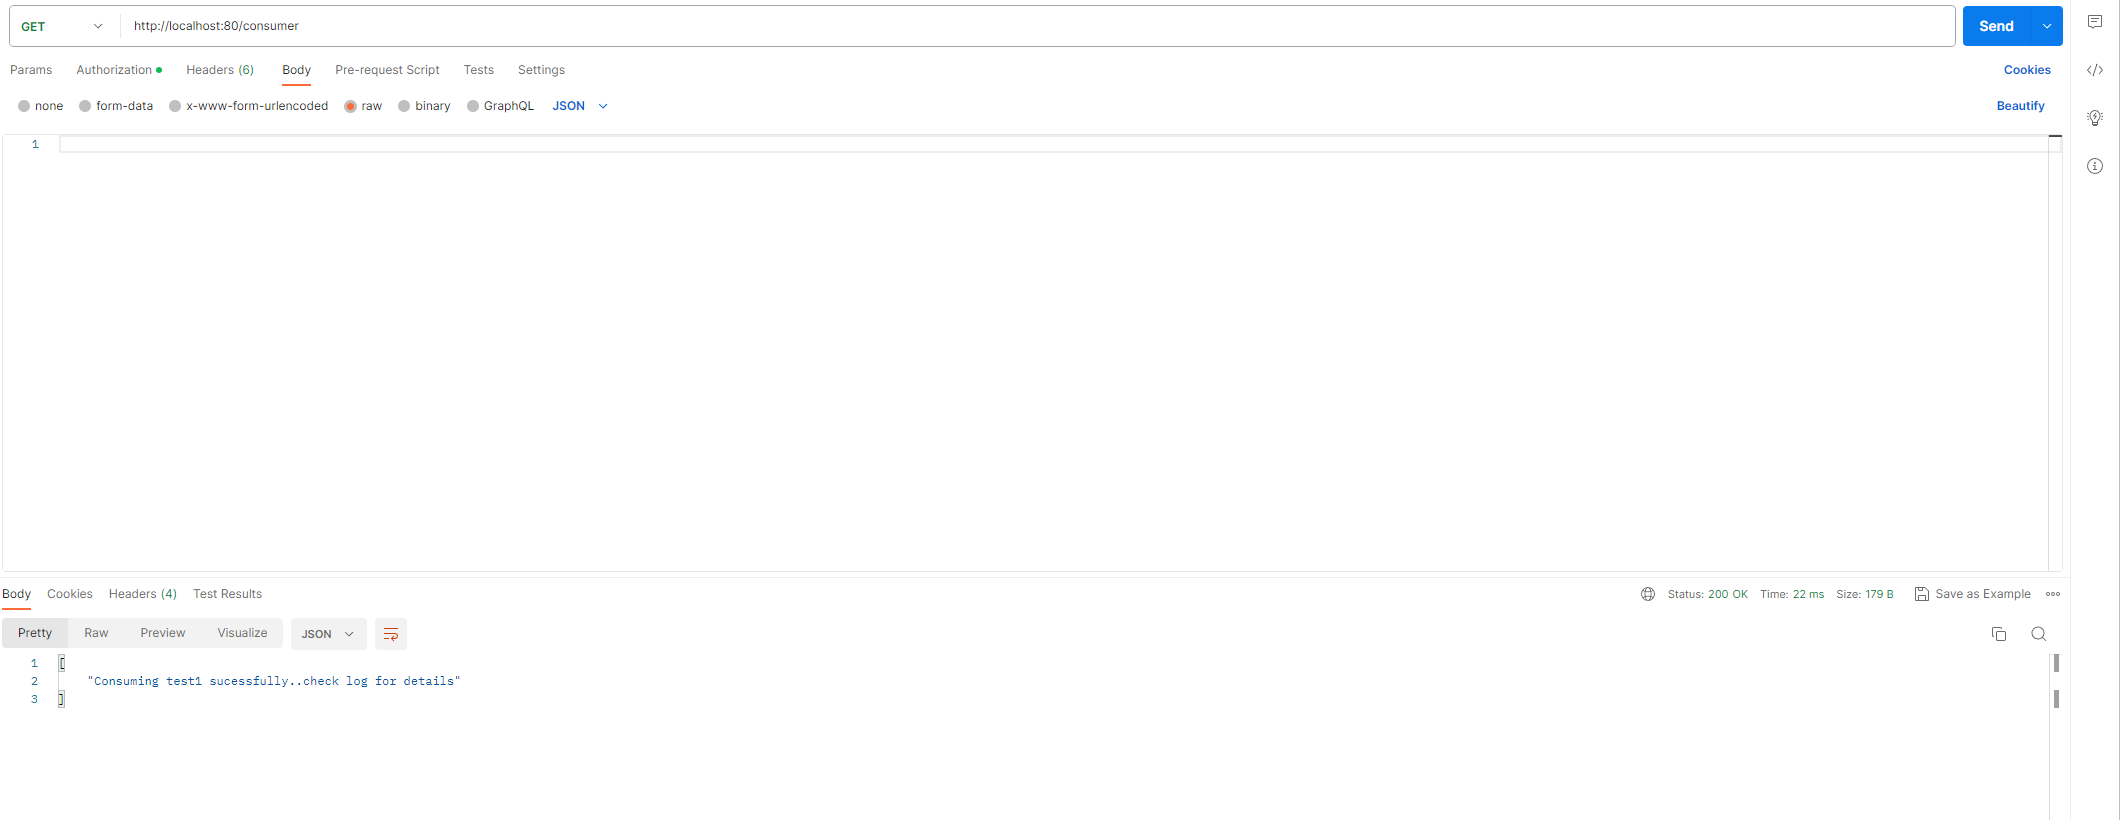 GET http://localhost:80/consumer Send
Params Authorization Headers (6) Body Pre-request Script Tests Settings Cookies
none form-data x-www-form-urlencoded raw binary GraphQL JSON Beautify
1
Body Cookies Headers (4) Test Results Status: 200 OK Time: 22 ms Size: 179 B Save as Example
Pretty Raw Preview Visualize JSON
1 [
2 "Consuming test1 sucessfully..check log for details"
3 ]